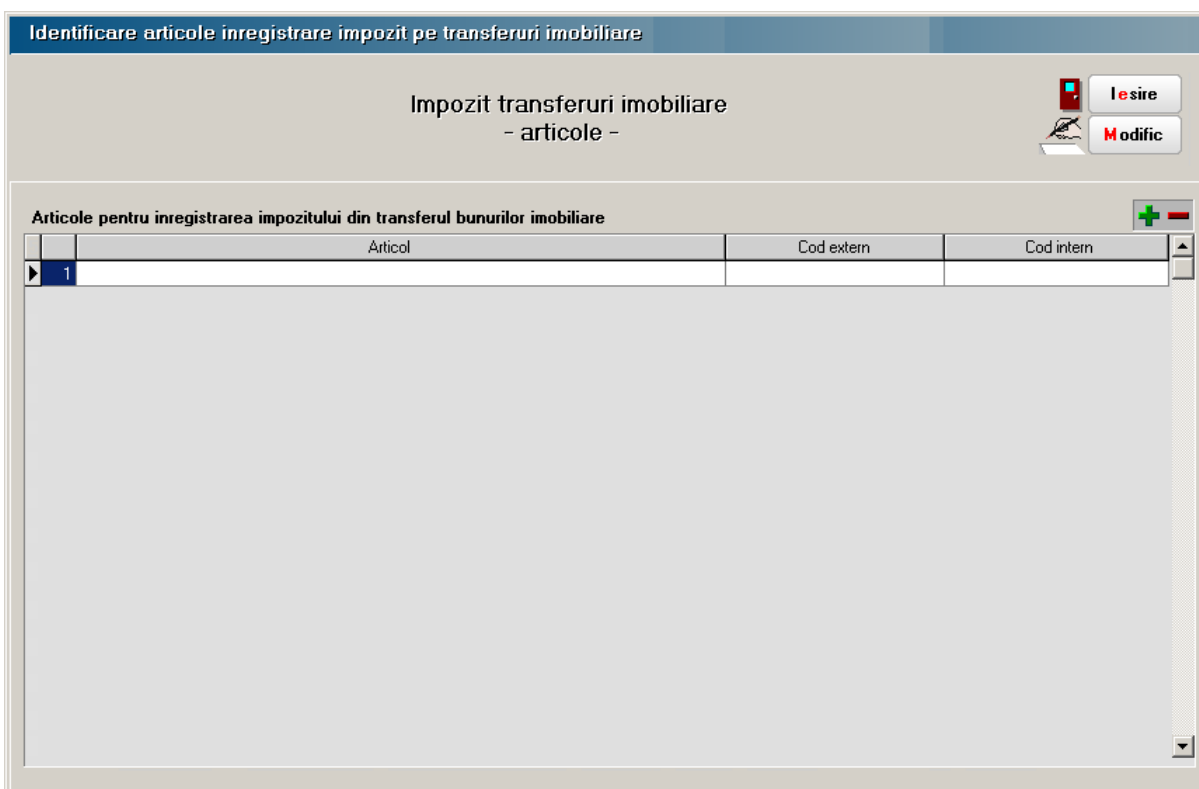 Identificare articole inregistrare impozit pe transferuri imobiliare
Impozit transferuri imobiliare
- articole -
Iesire
Modific
Articole pentru inregistrarea impozitului din transferul bunurilor imobiliare
Articol Cod extern Cod intern
1